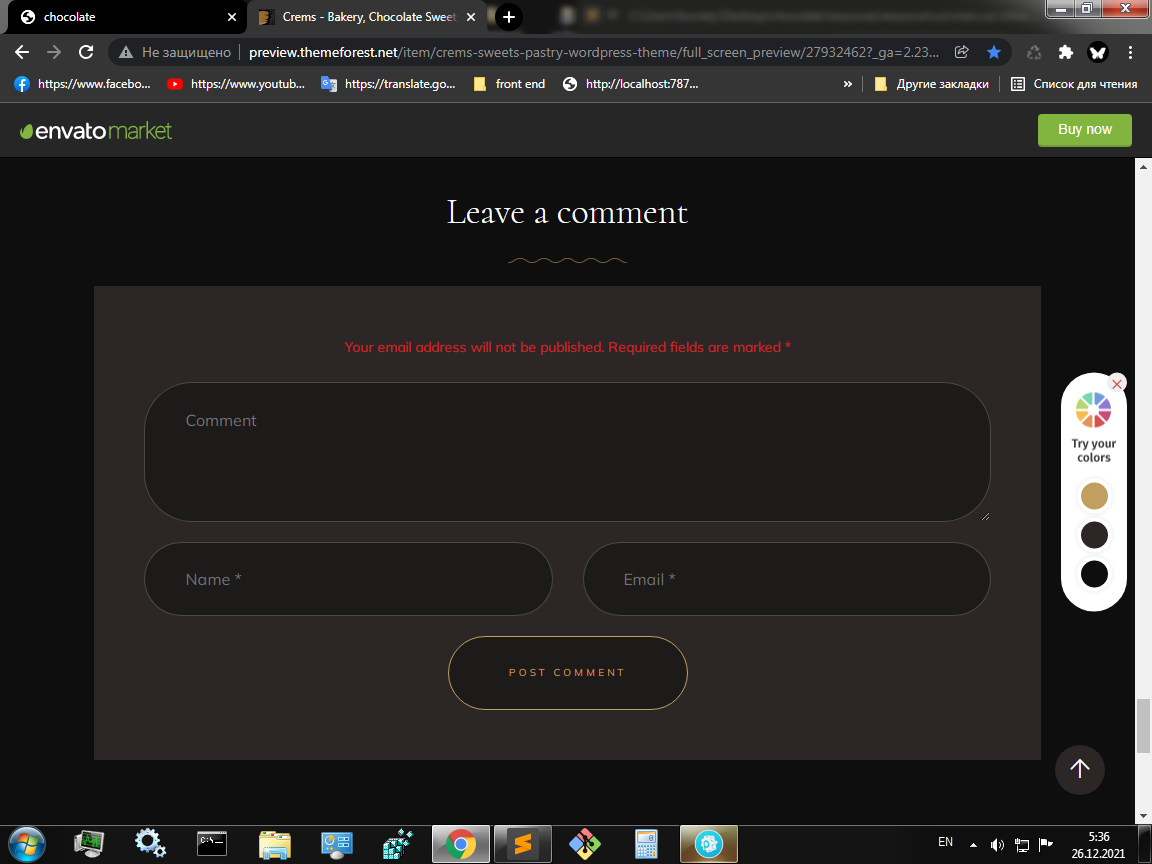 chocolate
Crems - Bakery, Chocolate Sweet
Не защищено
preview.themeforest.net/item/crems-sweets-pastry-wordpress-theme/full_screen_preview/27932462?_ga=2.23...
https://www.facebo...
https://www.youtub...
https://translate.go...
front end
http://localhost:787...
»
Другие закладки
Список для чтения
envato market
Buy now
Leave a comment
Your email address will not be published. Required fields are marked *
Comment
Name *
Email *
POST COMMENT
Try your
colors
C:\_
EN
5:36
26.12.2021